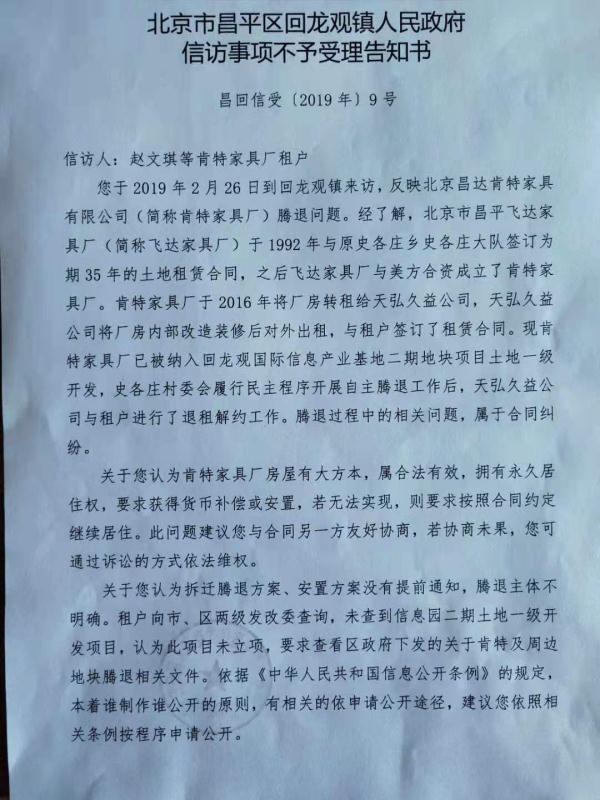 北京市昌平区回龙观镇人民政府
信访事项不予受理告知书
昌回信受〔2019年〕9号
信访人：赵文琪等肯特家具厂租户
您于2019年2月26日到回龙观镇来访，反映北京昌达肯特家具
有限公司（简称肯特家具厂）腾退问题。经了解，北京市昌平飞达家
具厂（简称飞达家具厂）于1992年与原史各庄乡史各庄大队签订为
期35年的土地租赁合同，之后飞达家具厂与美方合资成立了肯特家
具厂。肯特家具厂于2016年将厂房转租给天弘久益公司，天弘久益
公司将厂房内部改造装修后对外出租，与租户签订了租赁合同。现肯
特家具厂已被纳入回龙观国际信息产业基地二期地块项目土地一级
开发，史各庄村委会履行民主程序开展自主腾退工作后，天弘久益公
司与租户进行了退租解约工作。腾退过程中的相关问题，属于合同纠
纷。
关于您认为肯特家具厂房屋有大方本，属合法有效，拥有永久居
住权，要求获得货币补偿或安置，若无法实现，则要求按照合同约定
继续居住。此问题建议您与合同另一方友好协商，若协商未果，您可
通过诉讼的方式依法维权。
关于您认为拆迁腾退方案、安置方案没有提前通知，腾退主体不
明确。租户向市、区两级发改委查询，未查到信息园二期土地一级开
发项目，认为此项目未立项，要求查看区政府下发的关于肯特及周边
地块腾退相关文件。依据《中华人民共和国信息公开条例》的规定，
本着谁制作谁公开的原则，有相关的依申请公开途径，建议您依照相
关条例按程序申请公开。